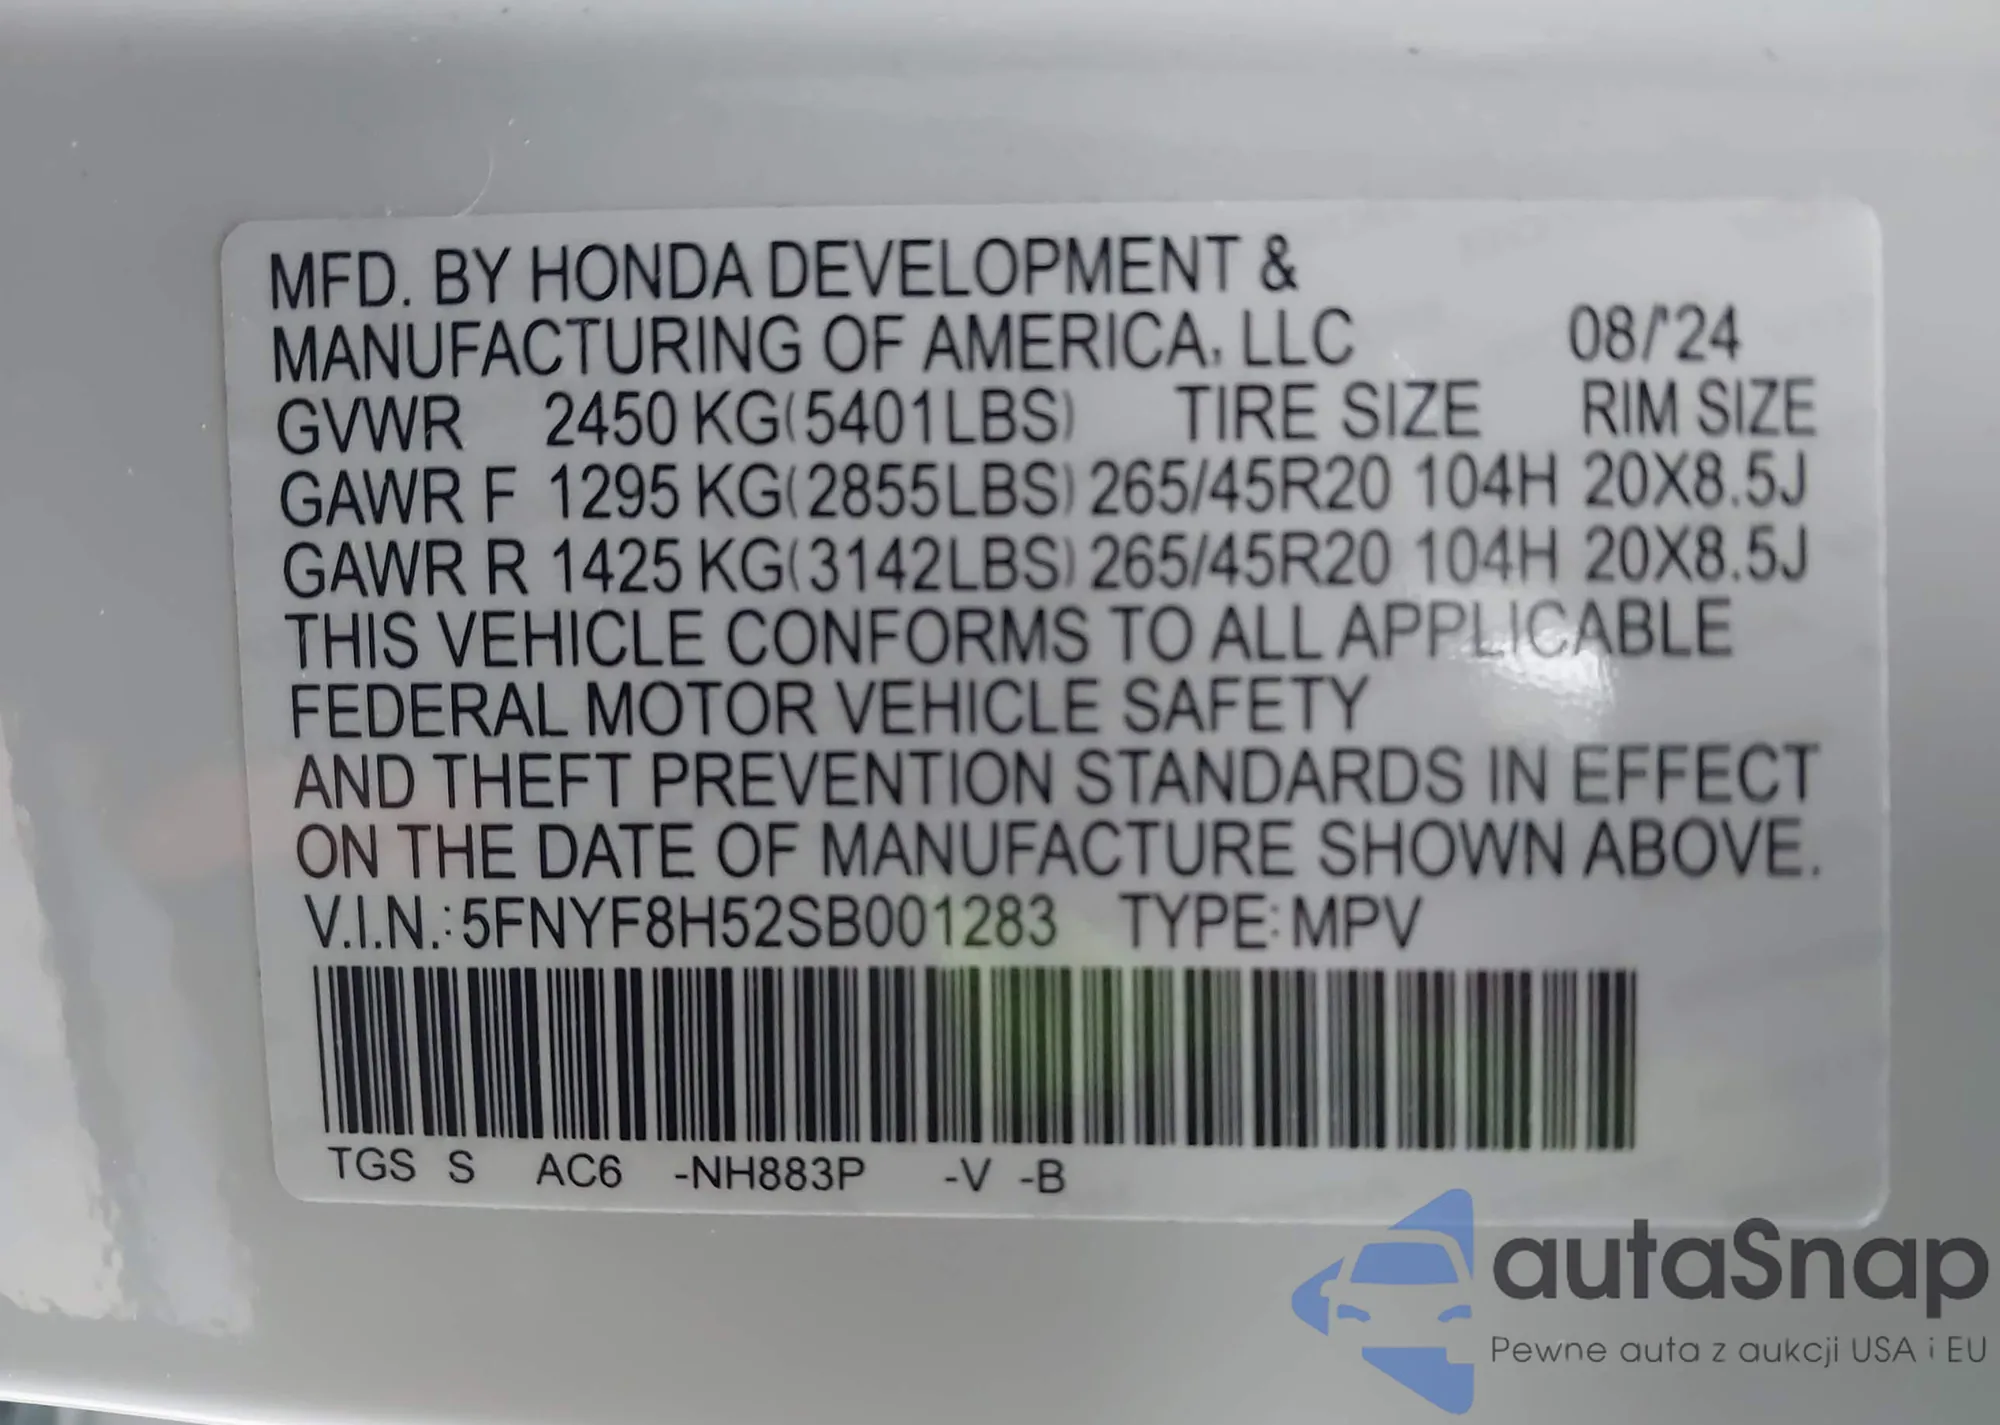 MFD. BY HONDA DEVELOPMENT &
MANUFACTURING OF AMERICA, LLC 08/'24
GVWR 2450 KG(5401LBS) TIRE SIZE RIM SIZE
GAWR F 1295 KG(2855LBS) 265/45R20 104H 20X8.5J
GAWR R 1425 KG(3142LBS) 265/45R20 104H 20X8.5J
THIS VEHICLE CONFORMS TO ALL APPLICABLE
FEDERAL MOTOR VEHICLE SAFETY
AND THEFT PREVENTION STANDARDS IN EFFECT
ON THE DATE OF MANUFACTURE SHOWN ABOVE.
V.I.N.:5FNYF8H52SB001283 TYPE:MPV
TGS S AC6 -NH883P -V -B
autaSnap
Pewne auta z aukcji USA i EU